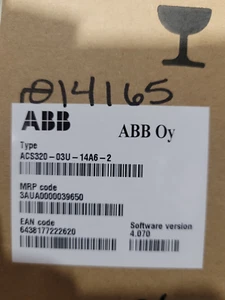 014165
ABB
ABB Oy
Type
ACS320-03U-14A6-2
MRP code
3AUA0000039650
EAN code
6438177222620
Software version
4.070